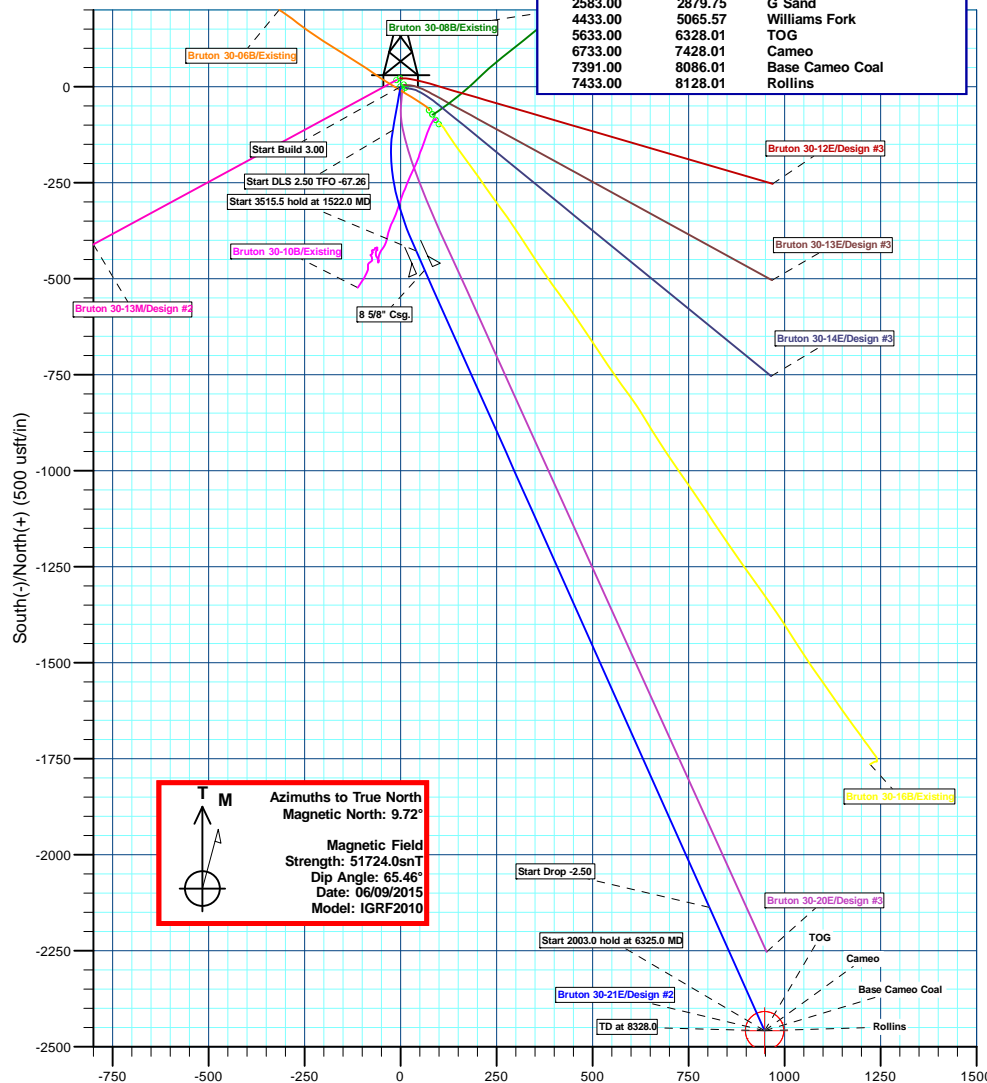 2583.00 2879.75 G Sand
4433.00 5065.57 Williams Fork
5633.00 6328.01 TOG
6733.00 7428.01 Cameo
7391.00 8086.01 Base Cameo Coal
7433.00 8128.01 Rollins
Bruton 30-08B/Existing
Bruton 30-06B/Existing
0
Start Build 3.00
Bruton 30-12E/Design #3
Start DLS 2.50 TFO -67.26
-250
Start 3515.5 hold at 1522.0 MD
Bruton 30-13E/Design #3
Bruton 30-10B/Existing
-500
Bruton 30-13M/Design #2
8 5/8" Csg.
Bruton 30-14E/Design #3
-750
South(-)/North(+) (500 usft/in)
-1000
-1250
-1500
-1750
Bruton 30-16B/Existing
T M
Azimuths to True North
Magnetic North: 9.72°
Magnetic Field
Strength: 51724.0snT
Dip Angle: 65.46°
Date: 06/09/2015
Model: IGRF2010
-2000
Start Drop -2.50
Bruton 30-20E/Design #3
-2250
Start 2003.0 hold at 6325.0 MD
TOG
Cameo
Bruton 30-21E/Design #2
Base Cameo Coal
TD at 8328.0
Rollins
-2500
-750 -500 -250 0 250 500 750 1000 1250 1500